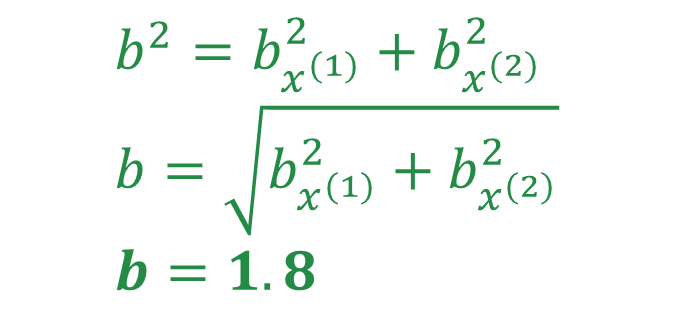 b² = b²ₓ(1) + b²ₓ(2)
b = √(b²ₓ(1) + b²ₓ(2))
b = 1.8